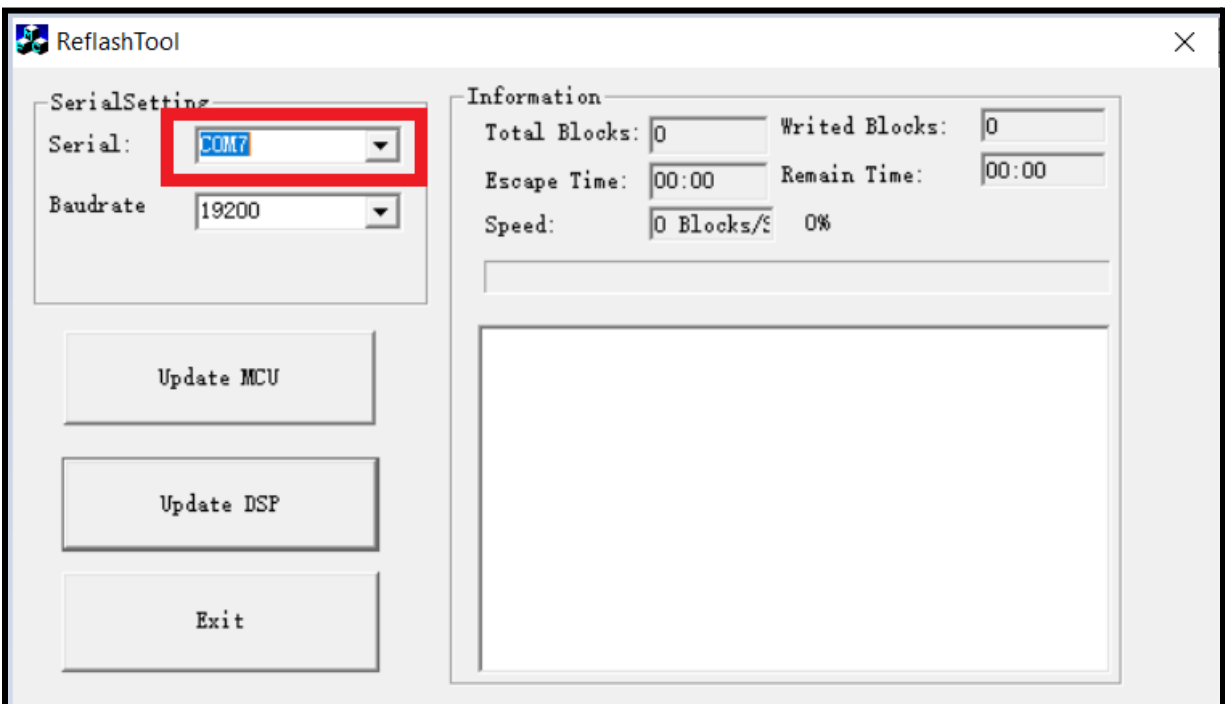 ReflashTool
SerialSetting
Serial: COM7
Baudrate 19200
Update MCU
Update DSP
Exit
Information
Total Blocks: 0 Writed Blocks: 0
Escape Time: 00:00 Remain Time: 00:00
Speed: 0 Blocks/S 0%